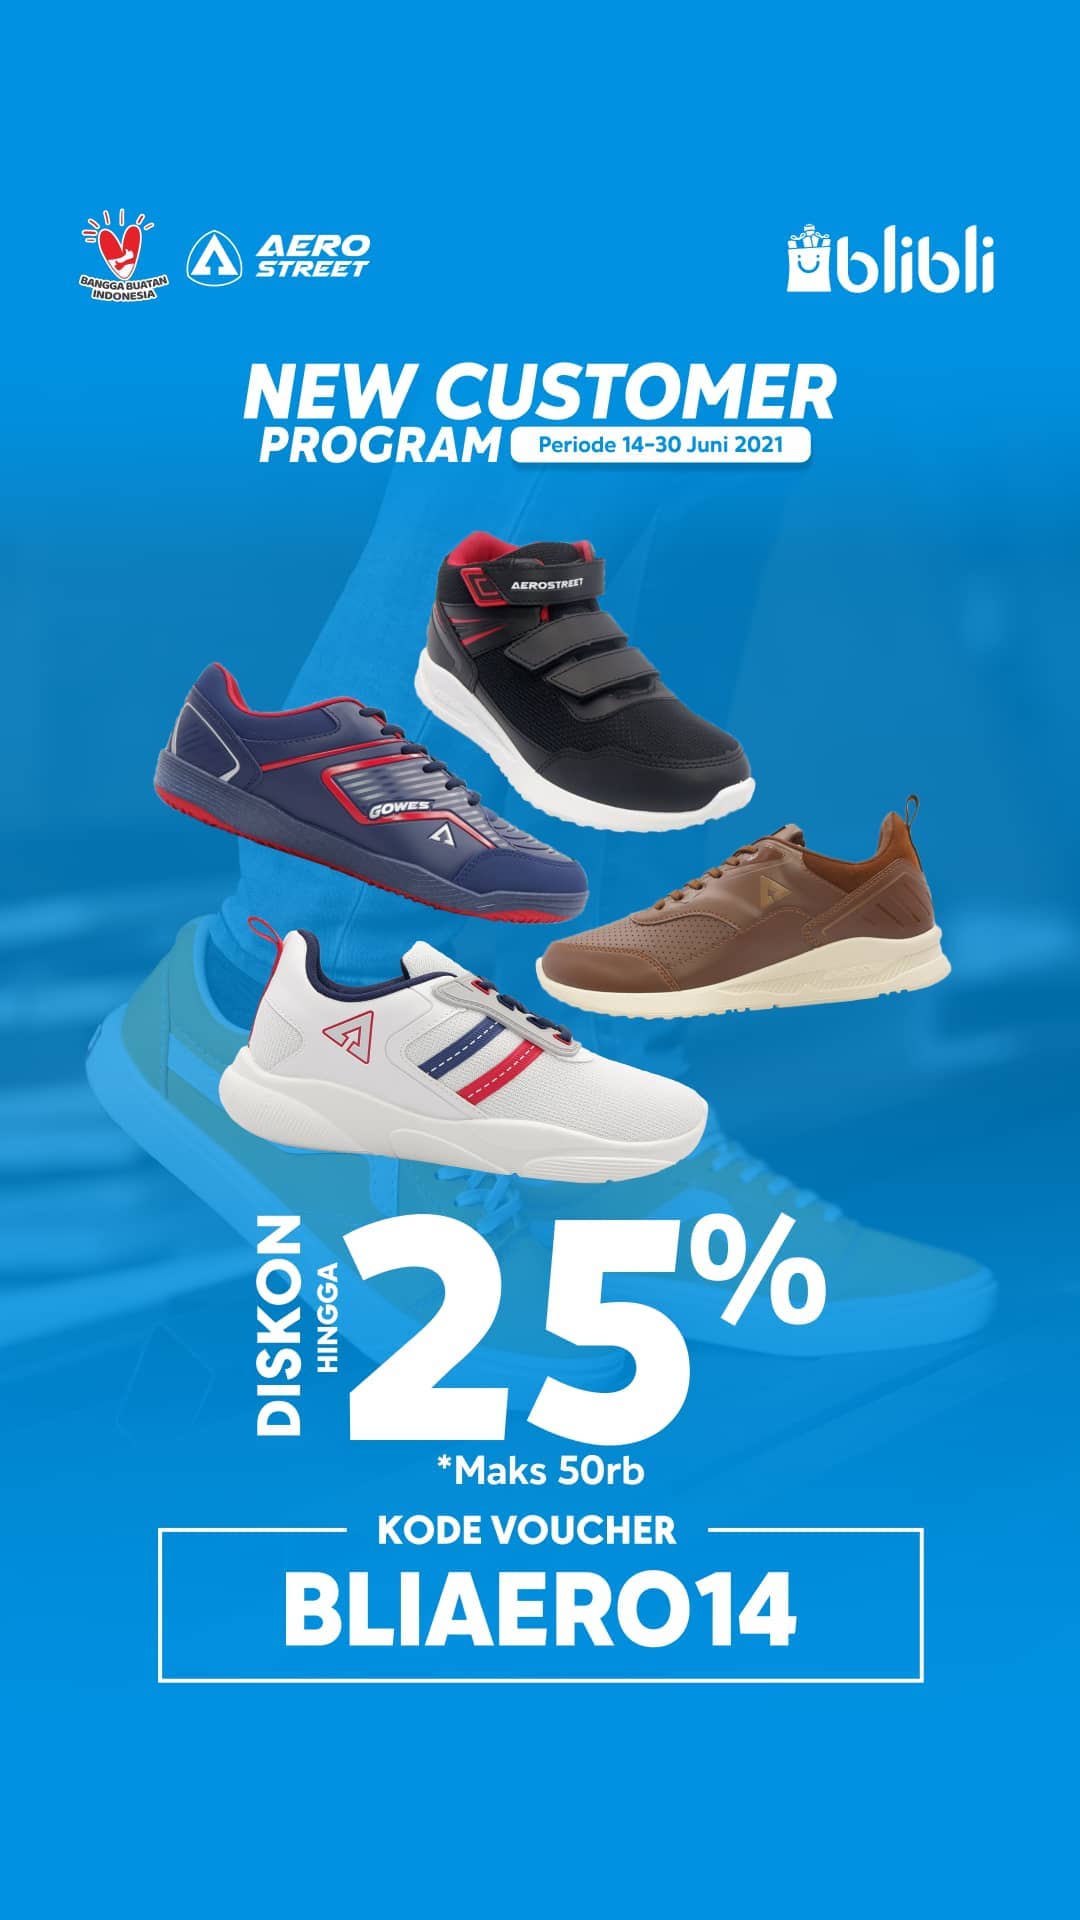 BANGGA BUATAN
INDONESIA
AERO
STREET
blibli
NEW CUSTOMER
PROGRAM Periode 14-30 Juni 2021
AEROSTREET
GOWES
DISKON
HINGGA
25%
*Maks 50rb
KODE VOUCHER
BLIAERO14